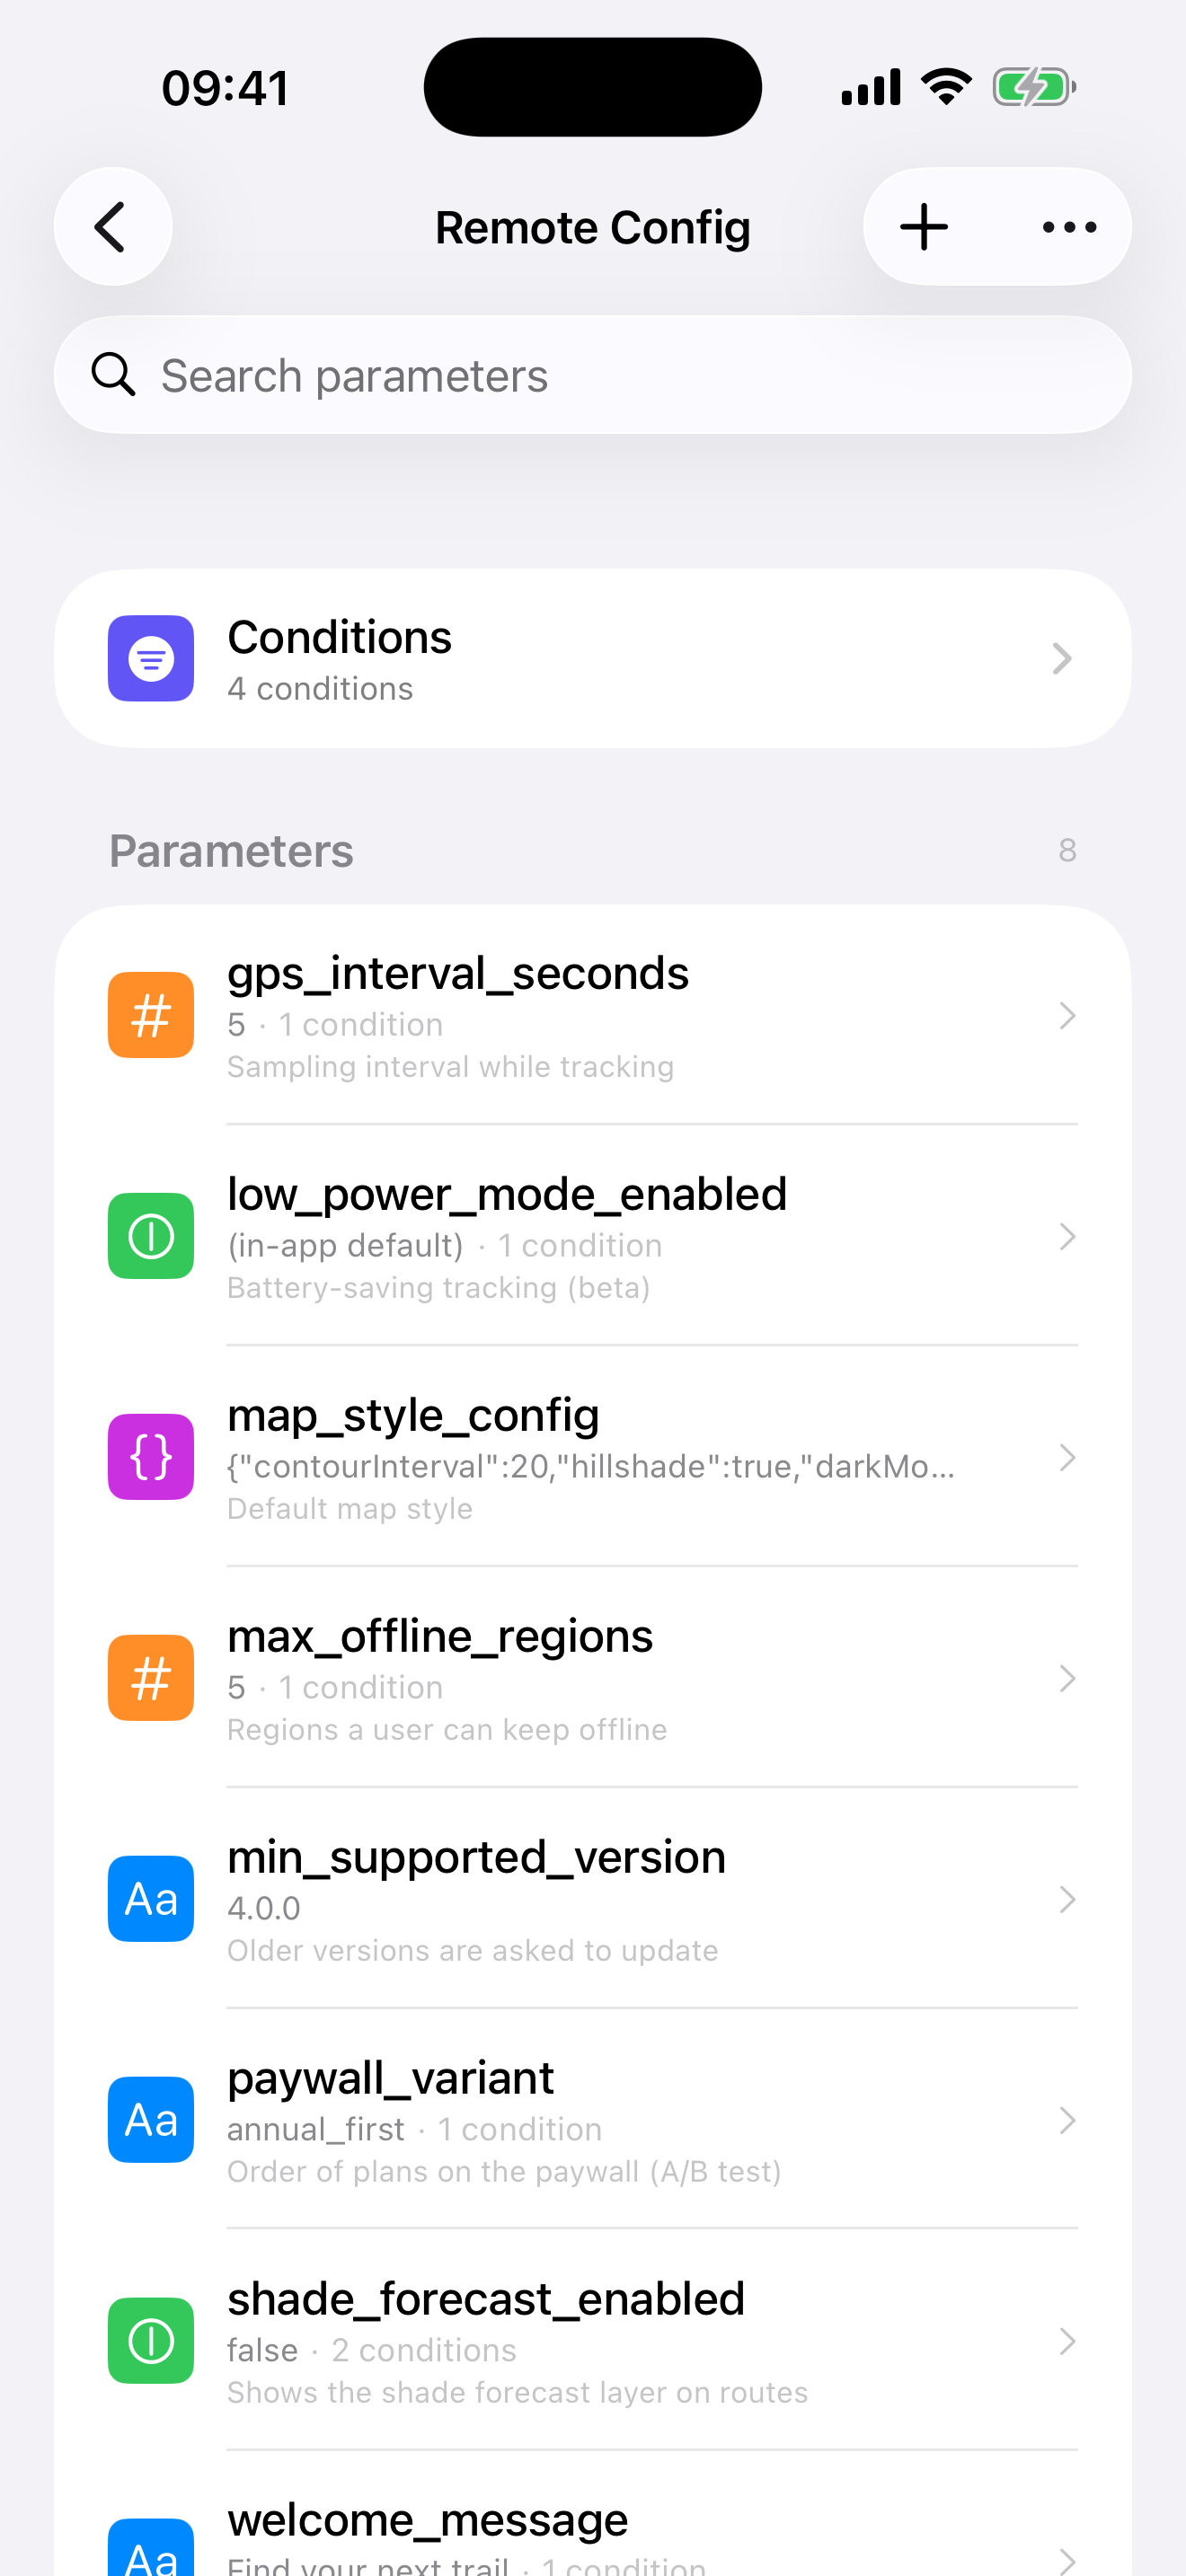 09:41
Remote Config
Search parameters
Conditions
4 conditions
Parameters
8
gps_interval_seconds
5 · 1 condition
Sampling interval while tracking
low_power_mode_enabled
(in-app default) · 1 condition
Battery-saving tracking (beta)
{}
map_style_config
{"contourInterval":20,"hillshade":true,"darkMo...
Default map style
#
max_offline_regions
5 · 1 condition
Regions a user can keep offline
Aa
min_supported_version
4.0.0
Older versions are asked to update
Aa
paywall_variant
annual_first · 1 condition
Order of plans on the paywall (A/B test)
shade_forecast_enabled
false · 2 conditions
Shows the shade forecast layer on routes
Aa
welcome_message
Find your next trail · 1 condition